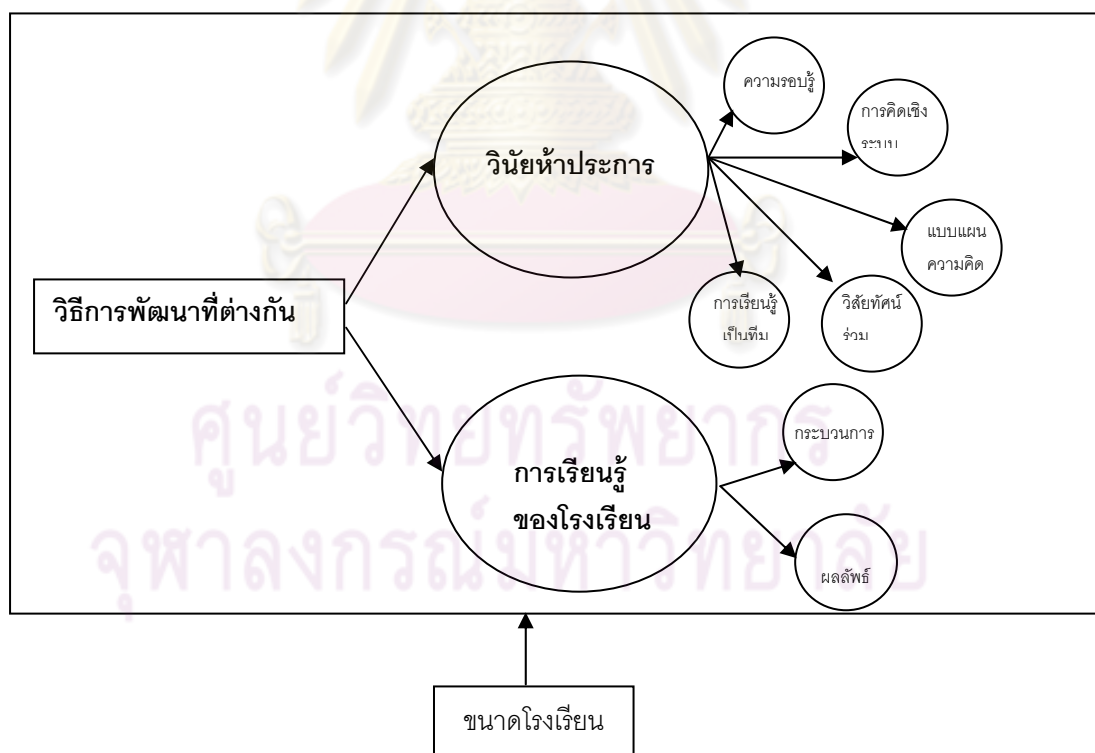 ความรอบรู้
การคิดเชิง
ระบบ
วินัยห้าประการ
แบบแผน
ความคิด
วิธีการพัฒนาที่ต่างกัน
การเรียนรู้
เป็นทีม
วิสัยทัศน์
ร่วม
ศูนย์วิทยทรัพยากร
กระบวนการ
การเรียนรู้
ของโรงเรียน
จุฬาลงกรณ์มหาวิทยาลัย
ผลลัพธ์
ขนาดโรงเรียน